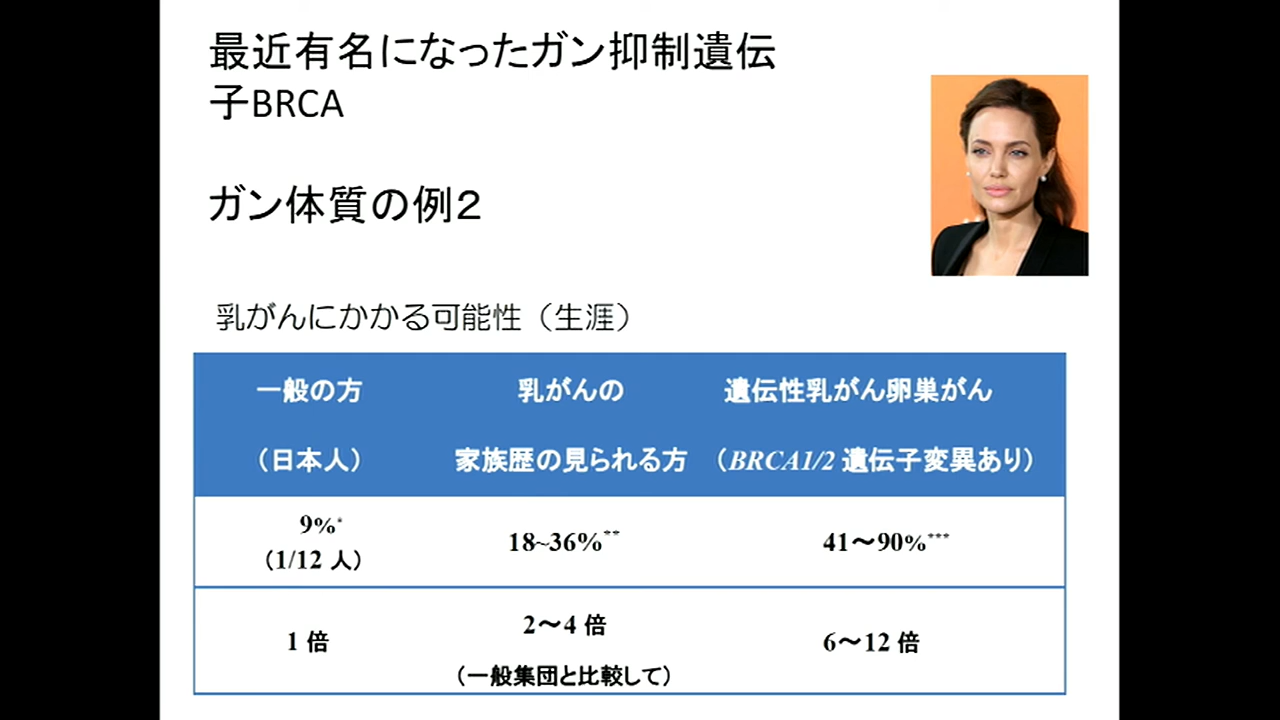 最近有名になったガン抑制遺伝
子BRCA
ガン体質の例２
乳がんにかかる可能性（生涯）
一般の方
（日本人）
乳がんの
家族歴の見られる方
遺伝性乳がん卵巣がん
（BRCA1/2 遺伝子変異あり）
9%*
（1/12 人）
18~36%**
41～90%***
1 倍
2～4 倍
（一般集団と比較して）
6～12 倍